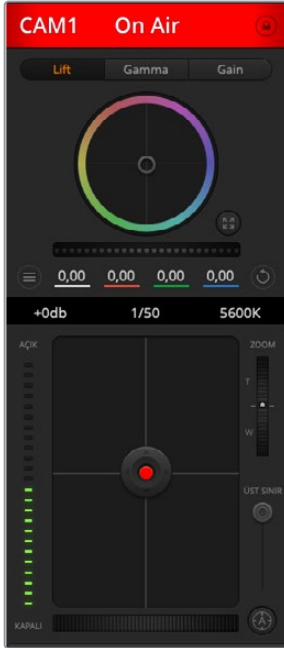 CAM1 On Air
Lift Gamma Gain
0,00 0,00 0,00 0,00
+0db 1/50 5600K
AÇIK ZOOM
T
W
ÜST SINIR
KAPALI A